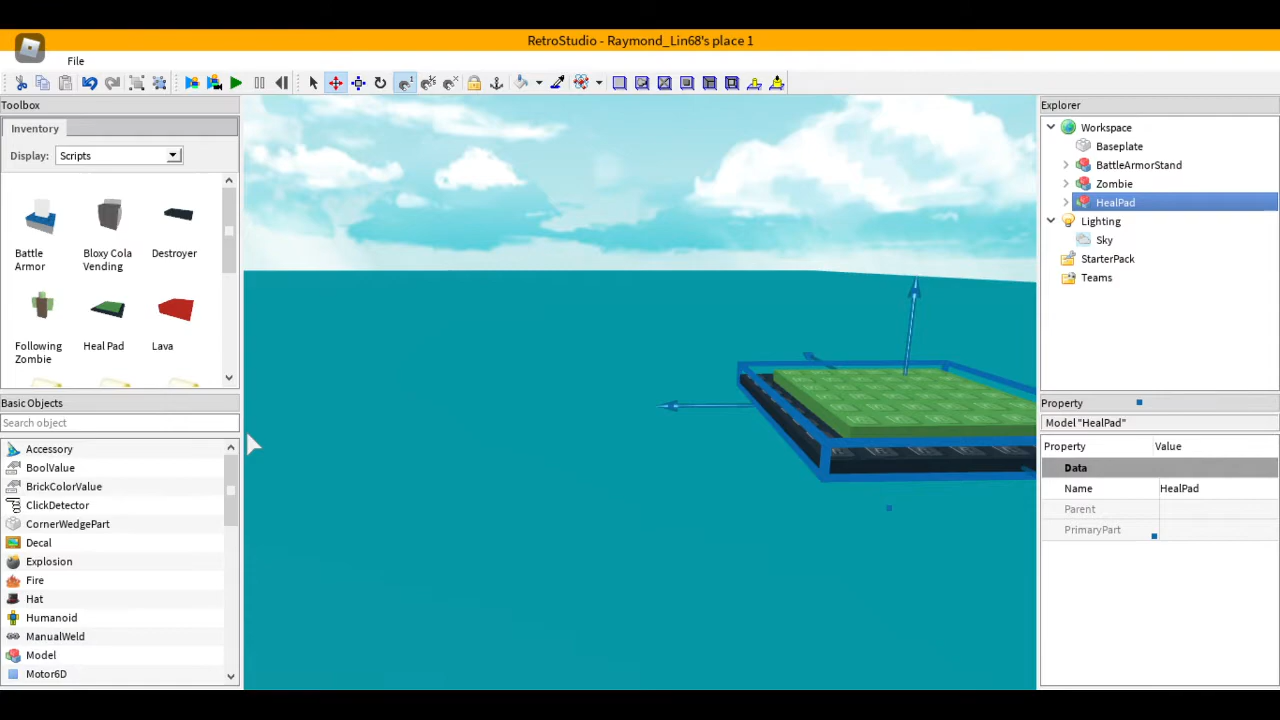 RetroStudio - Raymond_Lin68's place 1
File
Toolbox
Inventory
Display: Scripts
Battle Armor
Bloxy Cola Vending
Destroyer
Following Zombie
Heal Pad
Lava
Basic Objects
Search object
Accessory
BoolValue
BrickColorValue
ClickDetector
CornerWedgePart
Decal
Explosion
Fire
Hat
Humanoid
ManualWeld
Model
Motor6D
Explorer
Workspace
Baseplate
BattleArmorStand
Zombie
HealPad
Lighting
Sky
StarterPack
Teams
Property
Model "HealPad"
Property Value
Data
Name HealPad
Parent
PrimaryPart